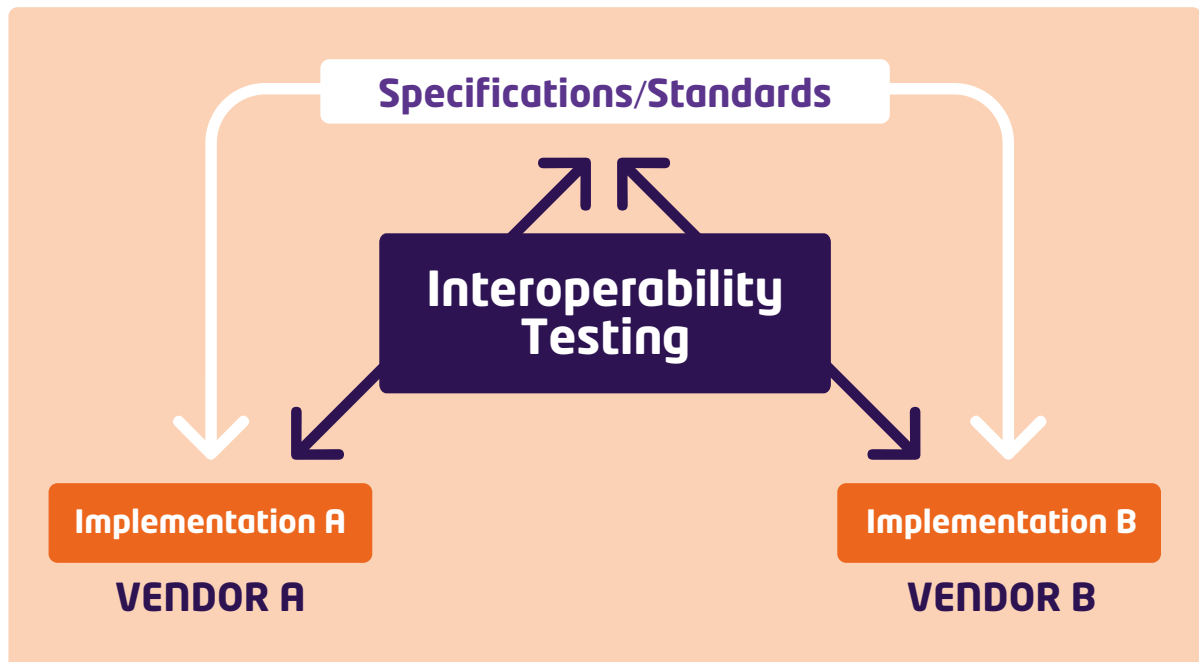 Specifications/Standards
Interoperability
Testing
Implementation A
Implementation B
VENDOR A
VENDOR B